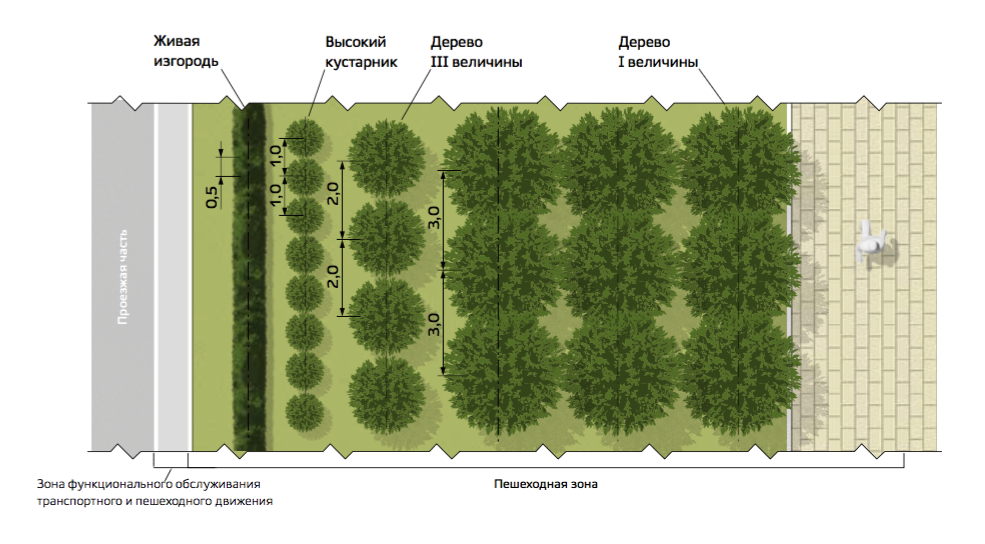 Живая
изгородь
Высокий
кустарник
Дерево
III величины
Дерево
I величины
0,5
1,0
1,0
2,0
2,0
3,0
3,0
Проезжая часть
Зона функционального обслуживания
транспортного и пешеходного движения
Пешеходная зона